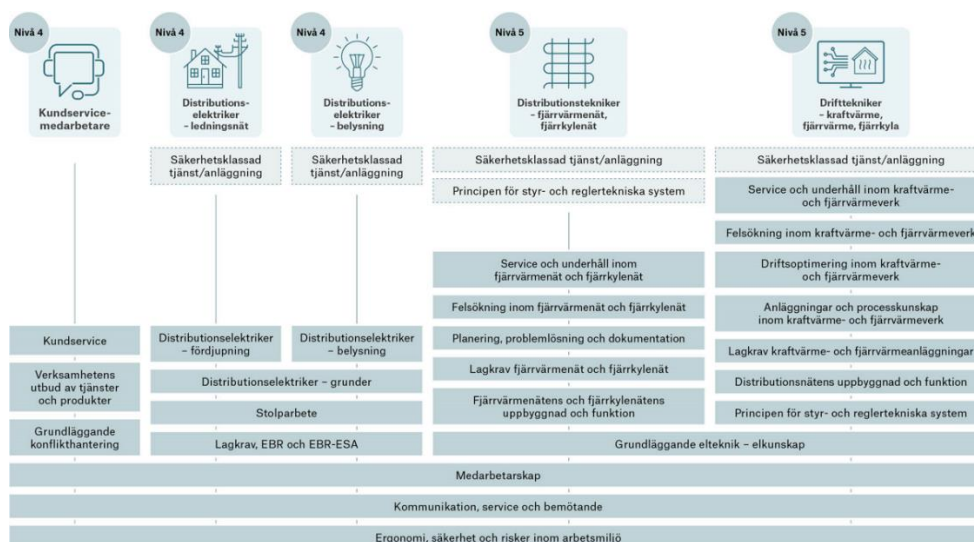 Nivå 4
Kundservice-
medarbetare
Nivå 4
Distributions-
elektriker
– ledningsnät
Nivå 4
Distributions-
elektriker
– belysning
Nivå 5
Distributionstekniker
– fjärrvärmenät,
fjärrkylenät
Nivå 5
Drifttekniker
– kraftvärme,
fjärrvärme, fjärrkyla
Säkerhetsklassad
tjänst/anläggning
Säkerhetsklassad
tjänst/anläggning
Säkerhetsklassad tjänst/anläggning
Säkerhetsklassad tjänst/anläggning
Principen för styr- och reglertekniska system
Service och underhåll inom kraftvärme-
och fjärrvärmeverk
Felsökning inom kraftvärme- och fjärrvärmeverk
Service och underhåll inom
fjärrvärmenät och fjärrkylenät
Driftsoptimering inom kraftvärme-
och fjärrvärmeverk
Felsökning inom fjärrvärmenät och fjärrkylenät
Anläggningar och processkunskap
inom kraftvärme- och fjärrvärmeverk
Kundservice
Distributionselektriker
– fördjupning
Distributionselektriker
– belysning
Planering, problemlösning och dokumentation
Lagkrav kraftvärme- och fjärrvärmeanläggningar
Verksamhetens
utbud av tjänster
och produkter
Distributionselektriker – grunder
Lagkrav fjärrvärmenät och fjärrkylenät
Distributionsnätens uppbyggnad och funktion
Stolparbete
Fjärrvärmenätens och fjärrkylenätens
uppbyggnad och funktion
Principen för styr- och reglertekniska system
Grundläggande
konflikthantering
Lagkrav, EBR och EBR-ESA
Grundläggande elteknik – elkunskap
Medarbetarskap
Kommunikation, service och bemötande
Ergonomi, säkerhet och risker inom arbetsmiljö